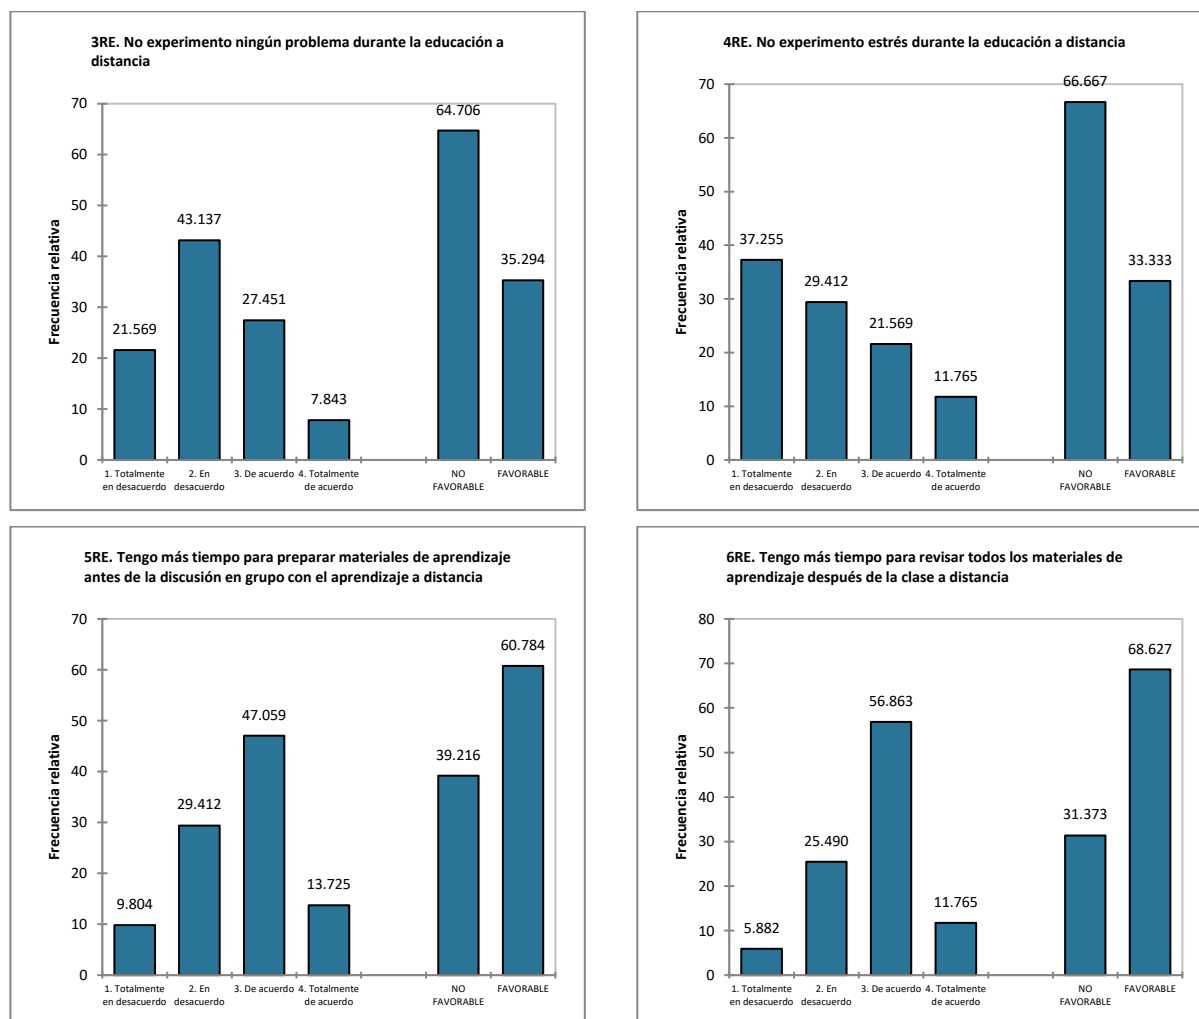 3RE. No experimento ningún problema durante la educación a
distancia
70
60
50
40
30
20
10
0
Frecuencia relativa
21.569
43.137
27.451
7.843
64.706
35.294
1. Totalmente
en desacuerdo
2. En
desacuerdo
3. De acuerdo
4. Totalmente
de acuerdo
NO
FAVORABLE
FAVORABLE
4RE. No experimento estrés durante la educación a distancia
70
60
50
40
30
20
10
0
Frecuencia relativa
37.255
29.412
21.569
11.765
66.667
33.333
1. Totalmente
en desacuerdo
2. En
desacuerdo
3. De acuerdo
4. Totalmente
de acuerdo
NO
FAVORABLE
FAVORABLE
5RE. Tengo más tiempo para preparar materiales de aprendizaje
antes de la discusión en grupo con el aprendizaje a distancia
70
60
50
40
30
20
10
0
Frecuencia relativa
9.804
29.412
47.059
13.725
39.216
60.784
1. Totalmente
en desacuerdo
2. En
desacuerdo
3. De acuerdo
4. Totalmente
de acuerdo
NO
FAVORABLE
FAVORABLE
6RE. Tengo más tiempo para revisar todos los materiales de
aprendizaje después de la clase a distancia
80
70
60
50
40
30
20
10
0
Frecuencia relativa
5.882
25.490
56.863
11.765
31.373
68.627
1. Totalmente
en desacuerdo
2. En
desacuerdo
3. De acuerdo
4. Totalmente
de acuerdo
NO
FAVORABLE
FAVORABLE